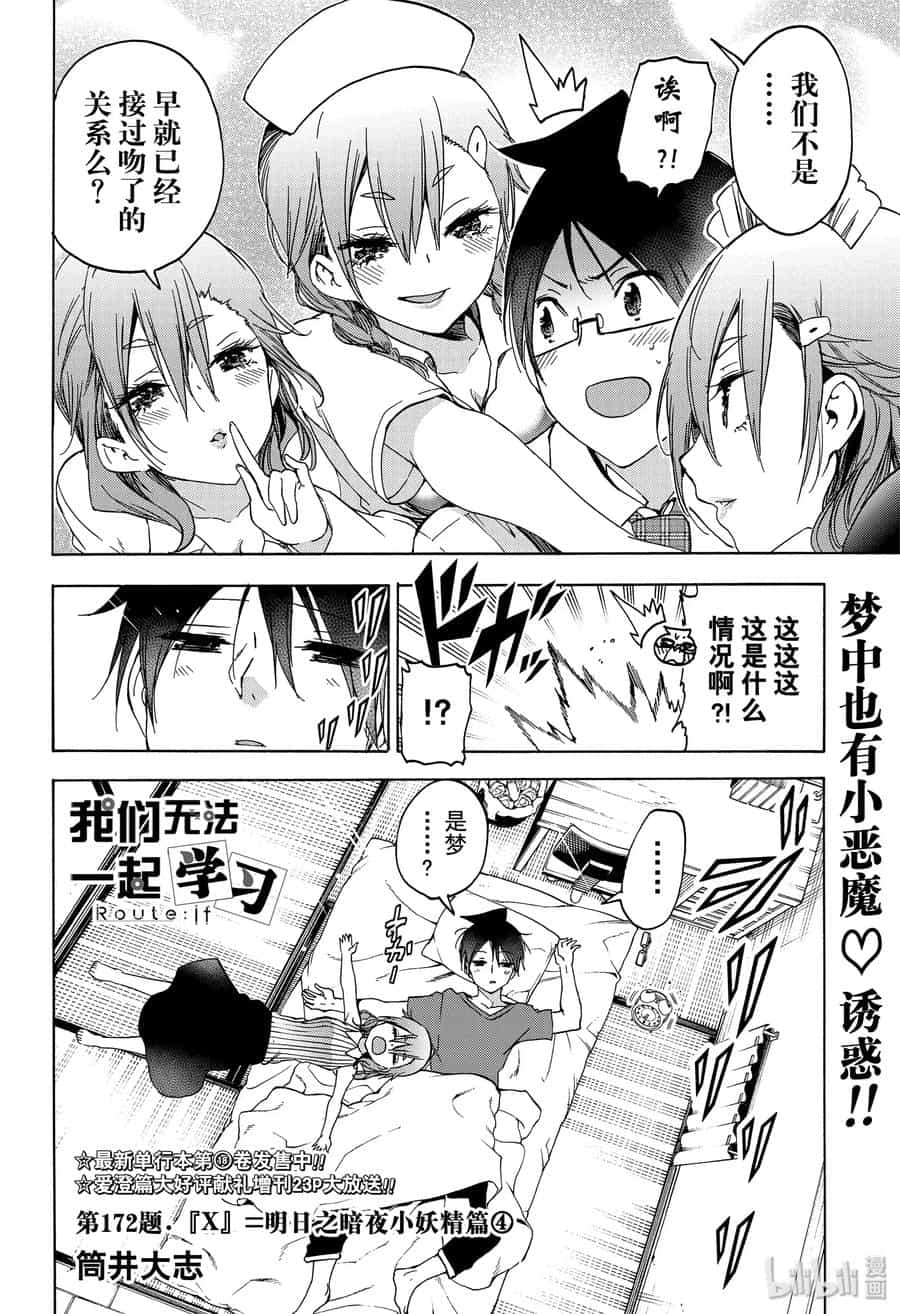 我们不是
……
诶啊
?!
早就已经
接过吻了的
关系么？
这这这
这是什么
情况啊?!
ドガッ
!?
梦中也有小恶魔♡诱惑!!
……
是梦
……?
我们无法
一起学习
Route:if
☆最新单行本第⑱卷发售中!!
☆爱澄篇大好评献礼增刊23P大放送!!
第172题.『X』=明日之暗夜小妖精篇④
筒井大志
bilibili漫画